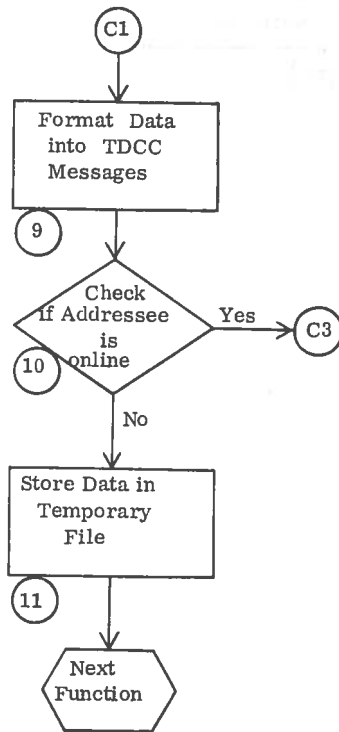 C1
Format Data
into TDCC
Messages
9
Check
if Addressee
is
online
10
Yes
C3
No
Store Data in
Temporary
File
11
Next
Function